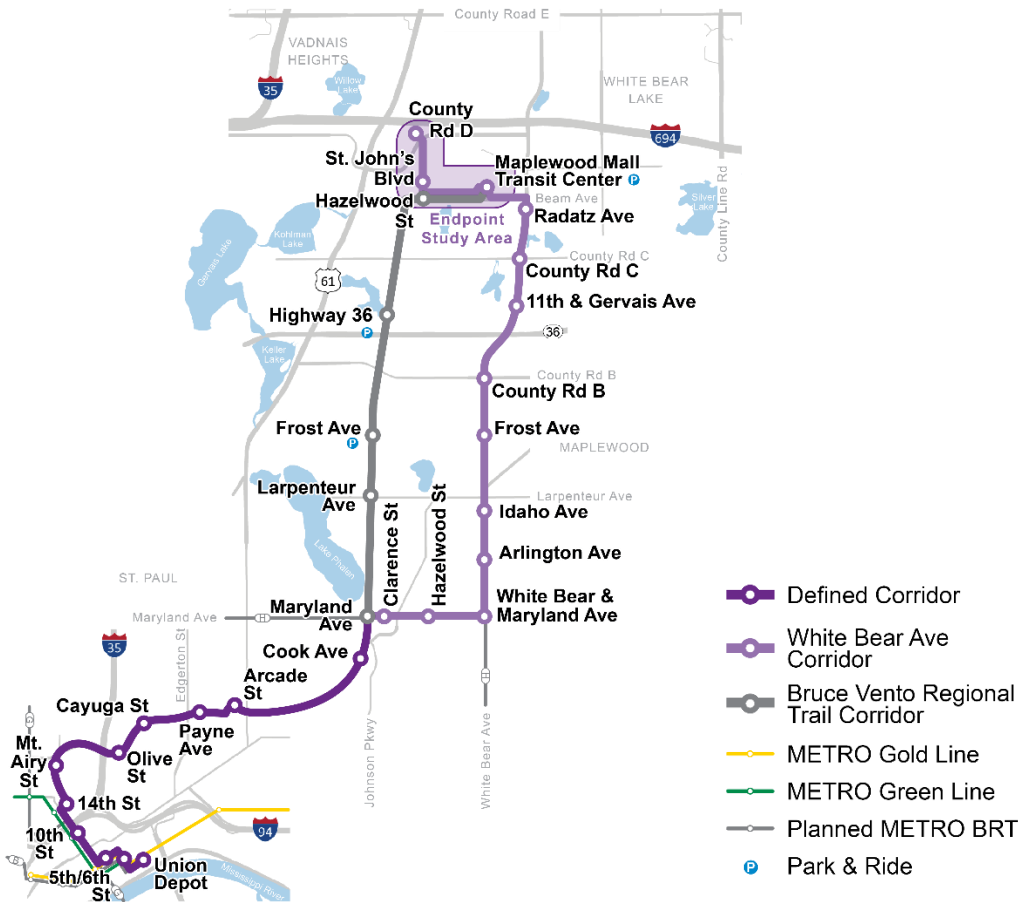 County Road E
VADNAIS
HEIGHTS
35
Willow
Lake
WHITE BEAR
LAKE
County
Rd D
694
St. John's
Blvd
Maplewood Mall
Transit Center P
Hazelwood
St
Beam Ave
Silver
Lake
County Line Rd
Endpoint
Study Area
Radatz Ave
Kohlman
Lake
Gervais Lake
County Rd C
County Rd C
61
11th & Gervais Ave
Highway 36
P
36
Keller
Lake
County Rd B
County Rd B
Frost Ave
P
Frost Ave
MAPLEWOOD
Larpenteur
Ave
Larpenteur Ave
Clarence St
Hazelwood St
Idaho Ave
Lake Phalen
Arlington Ave
ST. PAUL
Maryland Ave
H
Maryland
Ave
White Bear &
Maryland Ave
Cook Ave
35
Edgerton St
Arcade
St
H
Cayuga St
Payne
Ave
G
Mt.
Airy
St
Olive
St
Johnson Pkwy
White Bear Ave
14th St
10th
St
94
5th/6th
St
Union
Depot
G
G
Mississippi River
Defined Corridor
White Bear Ave
Corridor
Bruce Vento Regional
Trail Corridor
METRO Gold Line
METRO Green Line
Planned METRO BRT
P Park & Ride